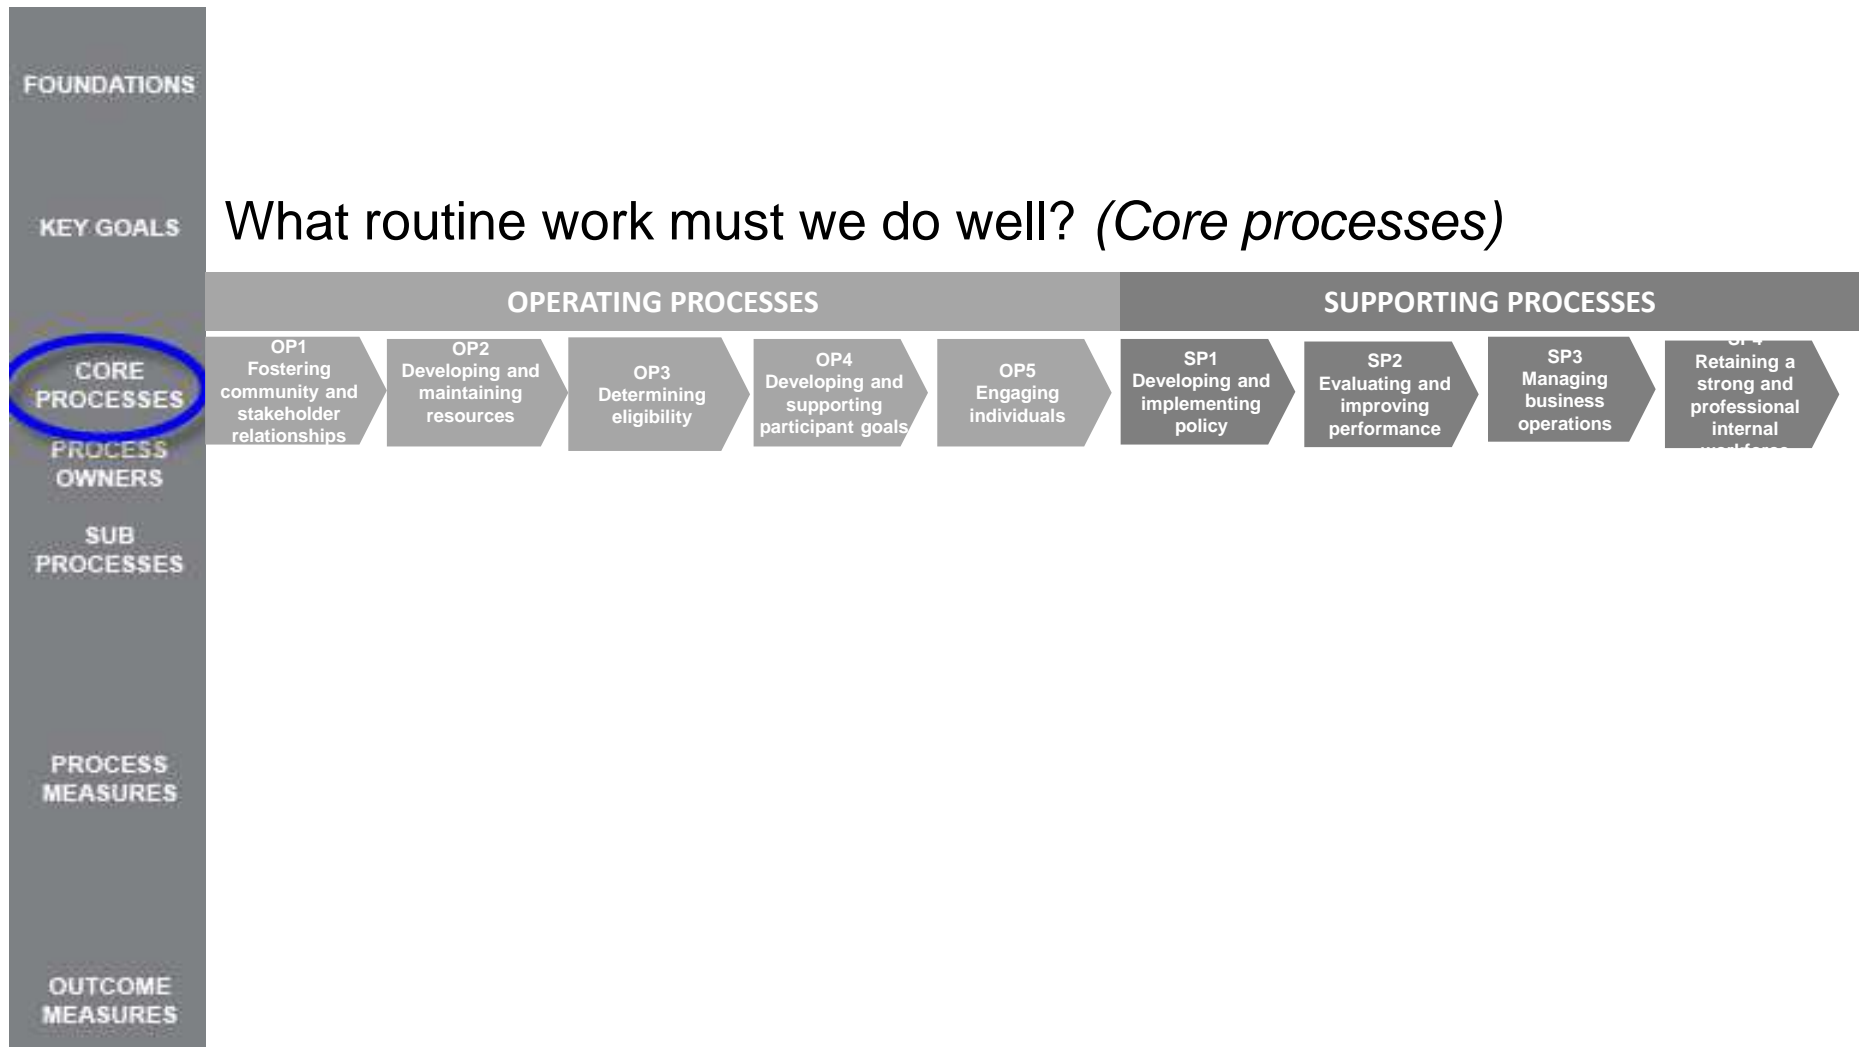 FOUNDATIONS
KEY GOALS
CORE
PROCESSES
PROCESS
OWNERS
SUB
PROCESSES
PROCESS
MEASURES
OUTCOME
MEASURES
What routine work must we do well? (Core processes)
OPERATING PROCESSES
SUPPORTING PROCESSES
OP1
Fostering
community and
stakeholder
relationships
OP2
Developing and
maintaining
resources
OP3
Determining
eligibility
OP4
Developing and
supporting
participant goals
OP5
Engaging
individuals
SP1
Developing and
implementing
policy
SP2
Evaluating and
improving
performance
SP3
Managing
business
operations
SP4
Retaining a
strong and
professional
internal
workforce